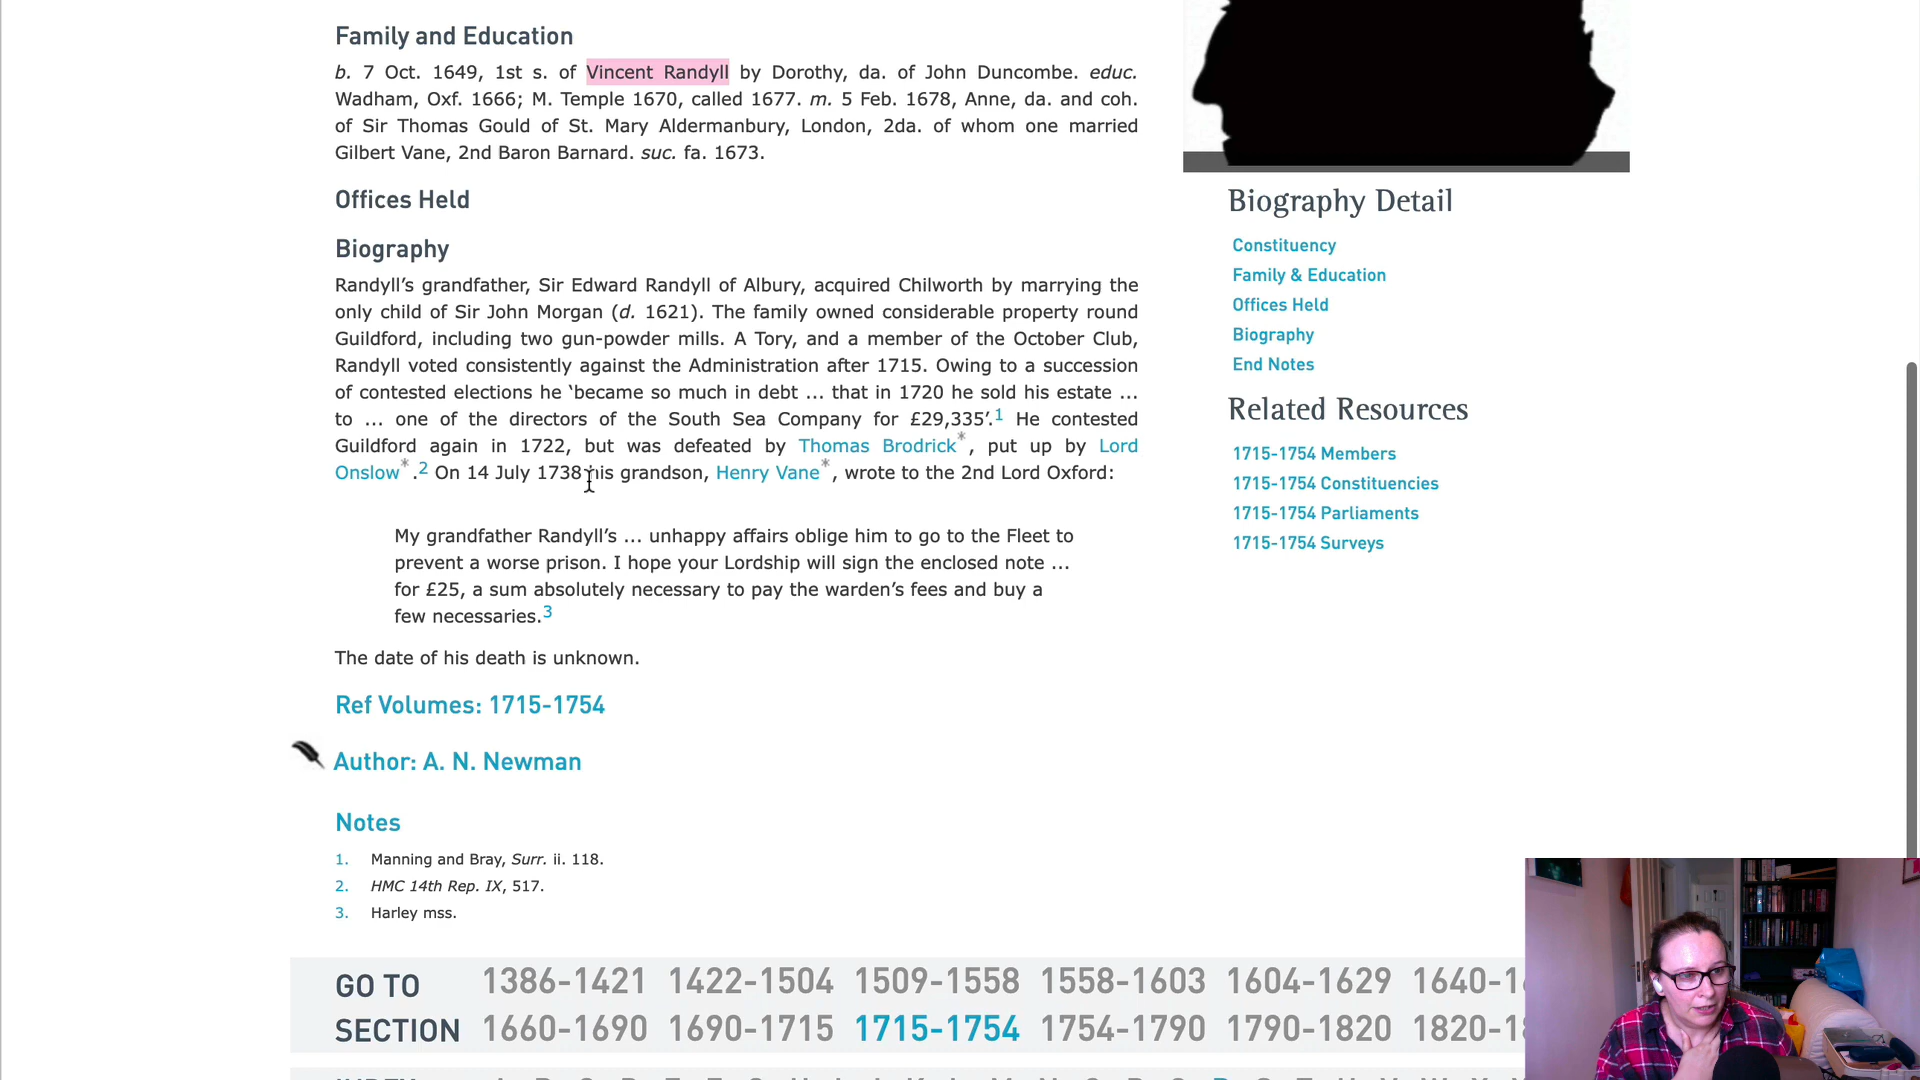 Family and Education
b. 7 Oct. 1649, 1st s. of Vincent Randyll by Dorothy, da. of John Duncombe. educ.
Wadham, Oxf. 1666; M. Temple 1670, called 1677. m. 5 Feb. 1678, Anne, da. and coh.
of Sir Thomas Gould of St. Mary Aldermanbury, London, 2da. of whom one married
Gilbert Vane, 2nd Baron Barnard. suc. fa. 1673.
Offices Held
Biography
Randyll’s grandfather, Sir Edward Randyll of Albury, acquired Chilworth by marrying the
only child of Sir John Morgan (d. 1621). The family owned considerable property round
Guildford, including two gun-powder mills. A Tory, and a member of the October Club,
Randyll voted consistently against the Administration after 1715. Owing to a succession
of contested elections he ‘became so much in debt ... that in 1720 he sold his estate ...
to ... one of the directors of the South Sea Company for £29,335’.1 He contested
Guildford again in 1722, but was defeated by Thomas Brodrick*, put up by Lord
Onslow*.2 On 14 July 1738 his grandson, Henry Vane*, wrote to the 2nd Lord Oxford:
My grandfather Randyll’s ... unhappy affairs oblige him to go to the Fleet to
prevent a worse prison. I hope your Lordship will sign the enclosed note ...
for £25, a sum absolutely necessary to pay the warden’s fees and buy a
few necessaries.3
The date of his death is unknown.
Ref Volumes: 1715-1754
Author: A. N. Newman
Notes
1. Manning and Bray, Surr. ii. 118.
2. HMC 14th Rep. IX, 517.
3. Harley mss.
Biography Detail
Constituency
Family & Education
Offices Held
Biography
End Notes
Related Resources
1715-1754 Members
1715-1754 Constituencies
1715-1754 Parliaments
1715-1754 Surveys
GO TO 1386-1421 1422-1504 1509-1558 1558-1603 1604-1629
SECTION 1660-1690 1690-1715 1715-1754 1754-1790 1790-1820